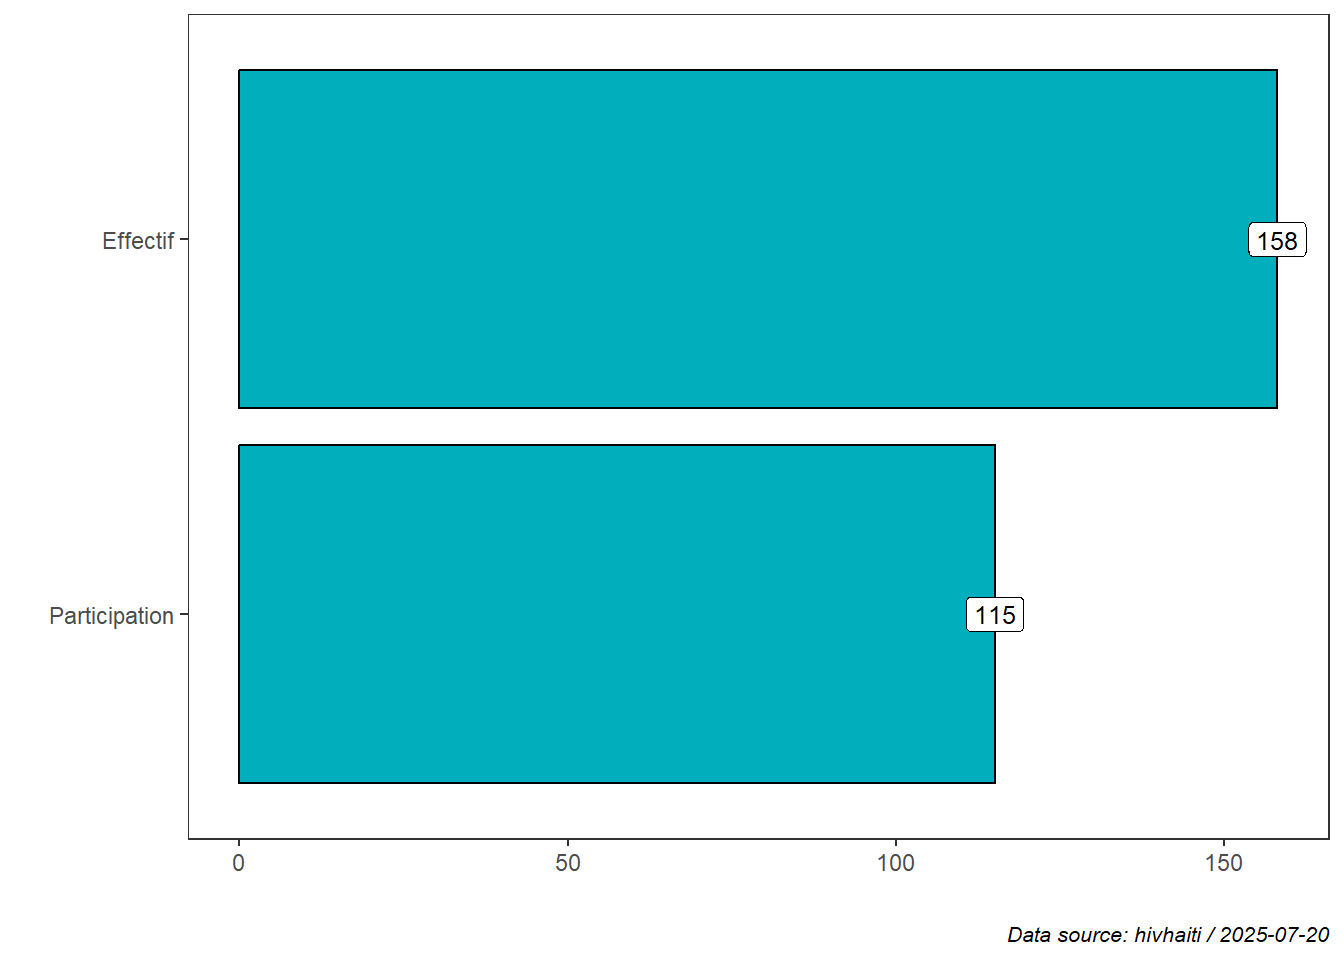 Effectif
158
Participation
115
0 50 100 150
Data source: hivhaiti / 2025-07-20